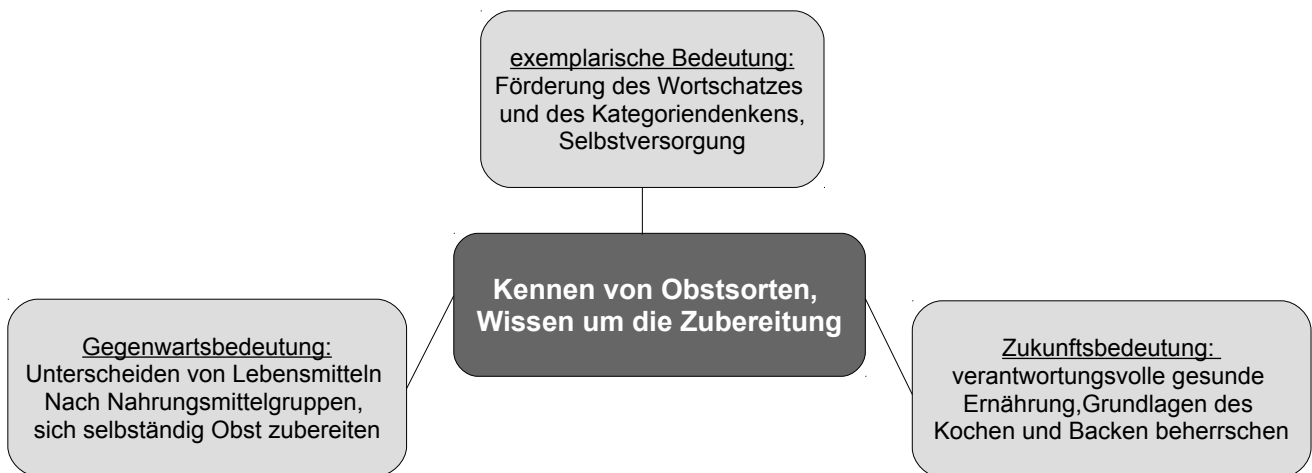 exemplarische Bedeutung:
Förderung des Wortschatzes
und des Kategoriendenkens,
Selbstversorgung
Kennen von Obstsorten,
Wissen um die Zubereitung
Gegenwartsbedeutung:
Unterscheiden von Lebensmitteln
Nach Nahrungsmittelgruppen,
sich selbständig Obst zubereiten
Zukunftsbedeutung:
verantwortungsvolle gesunde
Ernährung,Grundlagen des
Kochen und Backen beherrschen